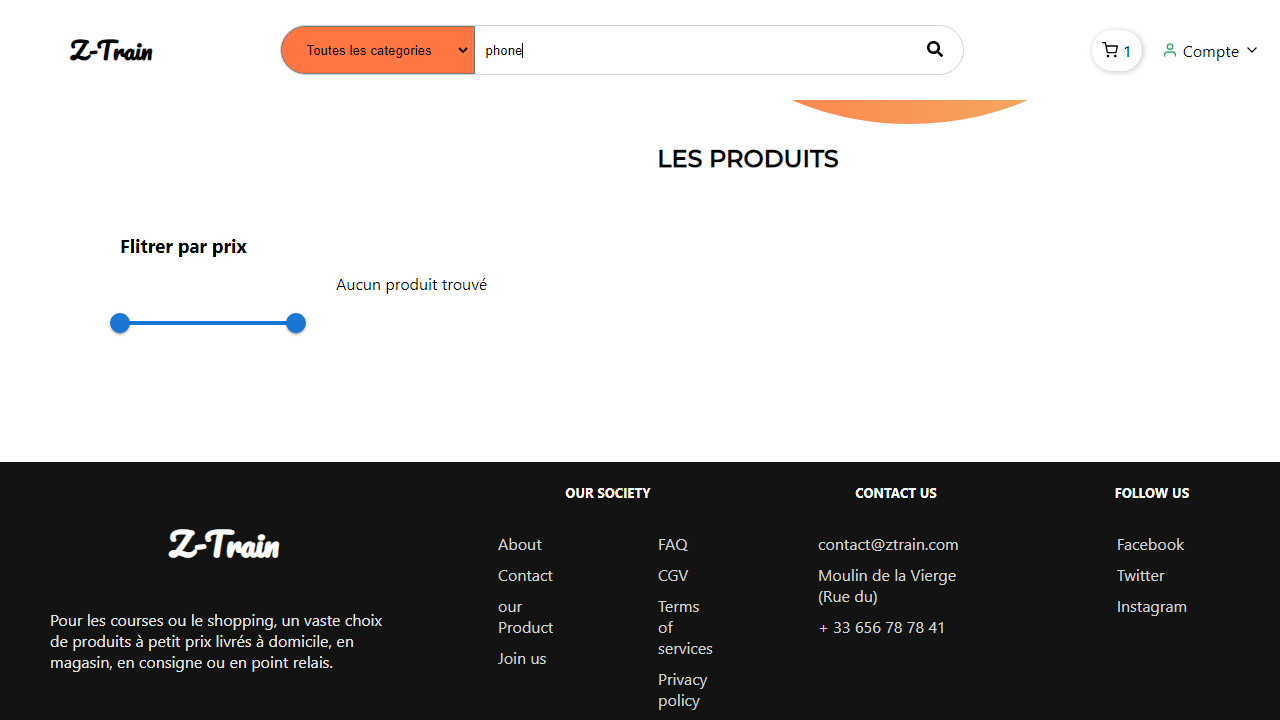 Z-Train
Toutes les categories
phone
1
Compte
LES PRODUITS
Flitrer par prix
Aucun produit trouvé
Z-Train
Pour les courses ou le shopping, un vaste choix
de produits à petit prix livrés à domicile, en
magasin, en consigne ou en point relais.
OUR SOCIETY
About
Contact
our
Product
Join us
FAQ
CGV
Terms
of
services
Privacy
policy
CONTACT US
contact@ztrain.com
Moulin de la Vierge
(Rue du)
+ 33 656 78 78 41
FOLLOW US
Facebook
Twitter
Instagram